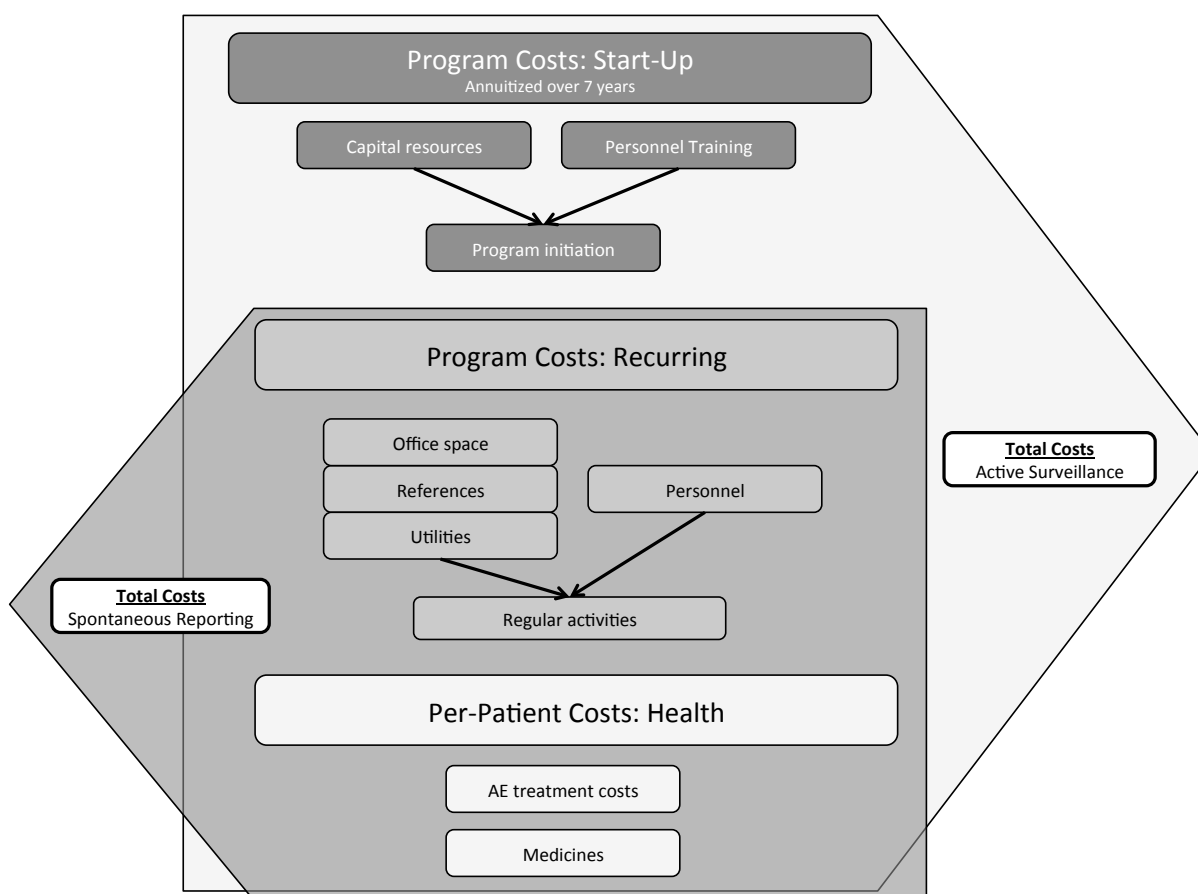 Program Costs: Start-Up
Annuitized over 7 years
Capital resources
Personnel Training
Program initiation
Program Costs: Recurring
Office space
References
Personnel
Utilities
Regular activities
Total Costs
Active Surveillance
Total Costs
Spontaneous Reporting
Per-Patient Costs: Health
AE treatment costs
Medicines